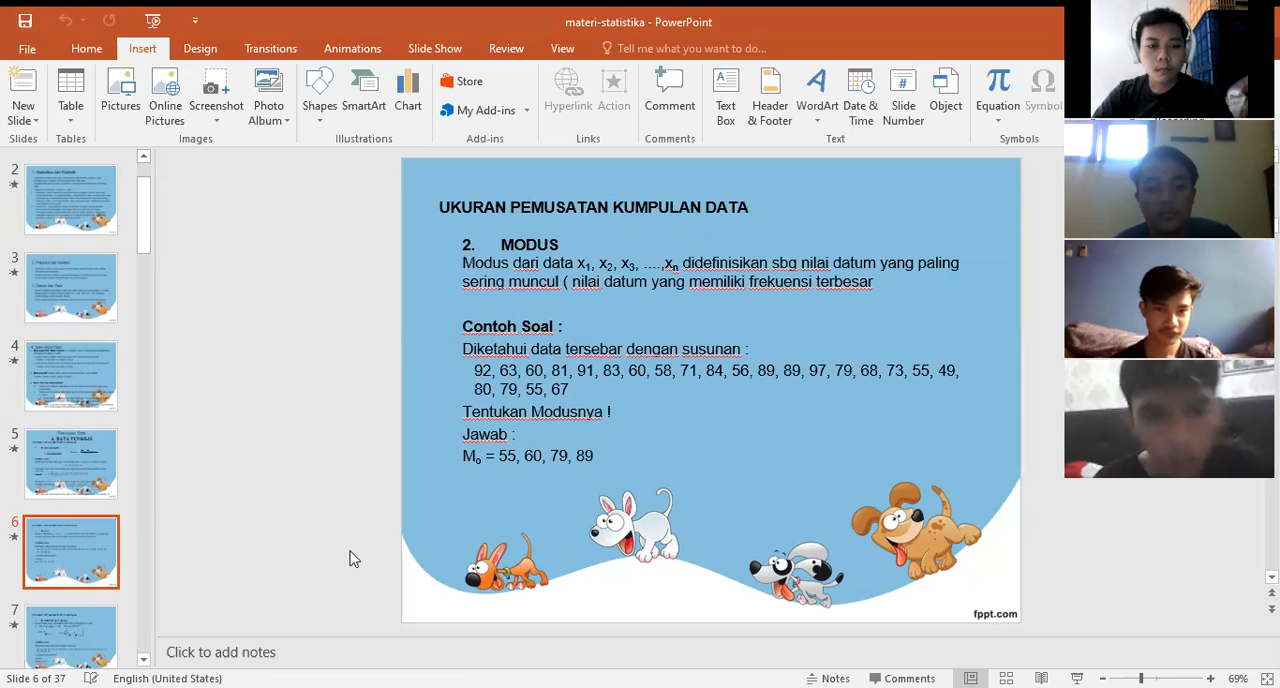 materi-statistika - PowerPoint
File Home Insert Design Transitions Animations Slide Show Review View Tell me what you want to do...
New Slide
Table
Pictures
Online Pictures
Screenshot
Photo Album
Shapes
SmartArt
Chart
Store
My Add-ins
Hyperlink
Action
Comment
Text Box
Header & Footer
WordArt
Date & Time
Slide Number
Object
Equation
Symbol
Slides Tables Images Illustrations Add-ins Links Comments Text Symbols
2
3
4
5
6
7
UKURAN PEMUSATAN KUMPULAN DATA
2. MODUS
Modus dari data x1, x2, x3, ....,xn didefinisikan sbg nilai datum yang paling
sering muncul ( nilai datum yang memiliki frekuensi terbesar
Contoh Soal :
Diketahui data tersebar dengan susunan :
92, 63, 60, 81, 91, 83, 60, 58, 71, 84, 56, 89, 89, 97, 79, 68, 73, 55, 49,
80, 79, 55, 67
Tentukan Modusnya !
Jawab :
Mo = 55, 60, 79, 89
fppt.com
Click to add notes
Slide 6 of 37 English (United States) Notes Comments 69%